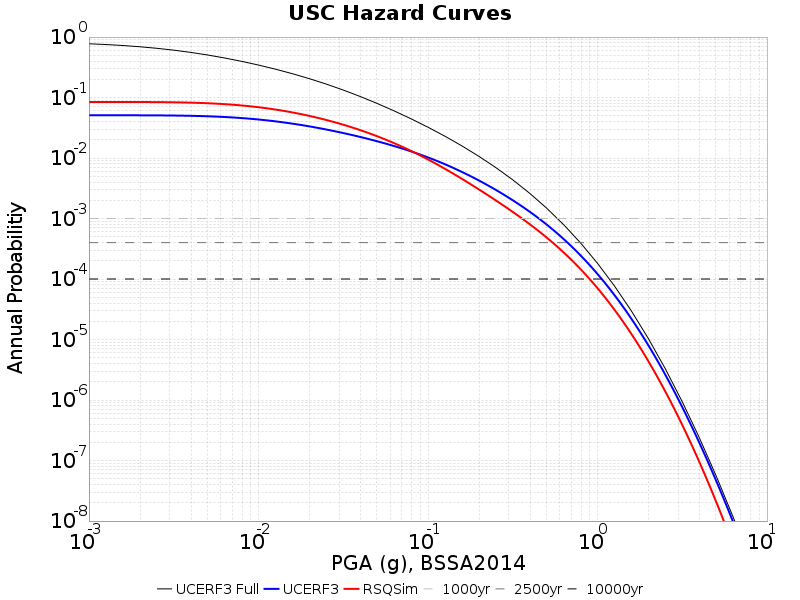 USC Hazard Curves
10^0
10^-1
10^-2
10^-3
10^-4
10^-5
10^-6
10^-7
10^-8
Annual Probabilitiy
10^-3 10^-2 10^-1 10^0 10^1
PGA (g), BSSA2014
UCERF3 Full UCERF3 RSQSim 1000yr 2500yr 10000yr